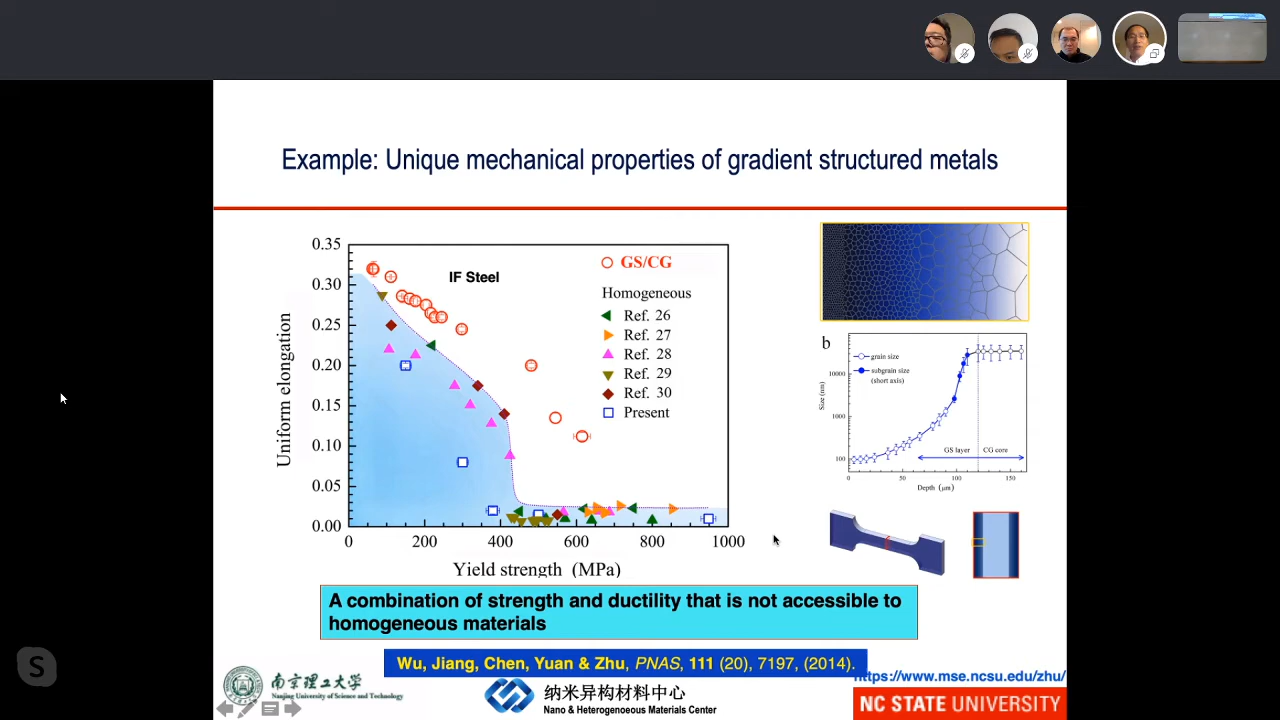 Example: Unique mechanical properties of gradient structured metals
0.35
0.30
0.25
0.20
0.15
0.10
0.05
0.00
Uniform elongation
0
200
400
600
800
1000
Yield strength (MPa)
IF Steel
GS/CG
Homogeneous
Ref. 26
Ref. 27
Ref. 28
Ref. 29
Ref. 30
Present
b
grain size
subgrain size
(short axis)
Size (nm)
10000
1000
100
GS layer
CG core
0
50
100
150
Depth (μm)
A combination of strength and ductility that is not accessible to
homogeneous materials
Wu, Jiang, Chen, Yuan & Zhu, PNAS, 111 (20), 7197, (2014).
https://www.mse.ncsu.edu/zhu/
S
南京理工大学
Nanjing University of Science and Technology
纳米异构材料中心
Nano & Heterogenoeous Materials Center
NC STATE UNIVERSITY